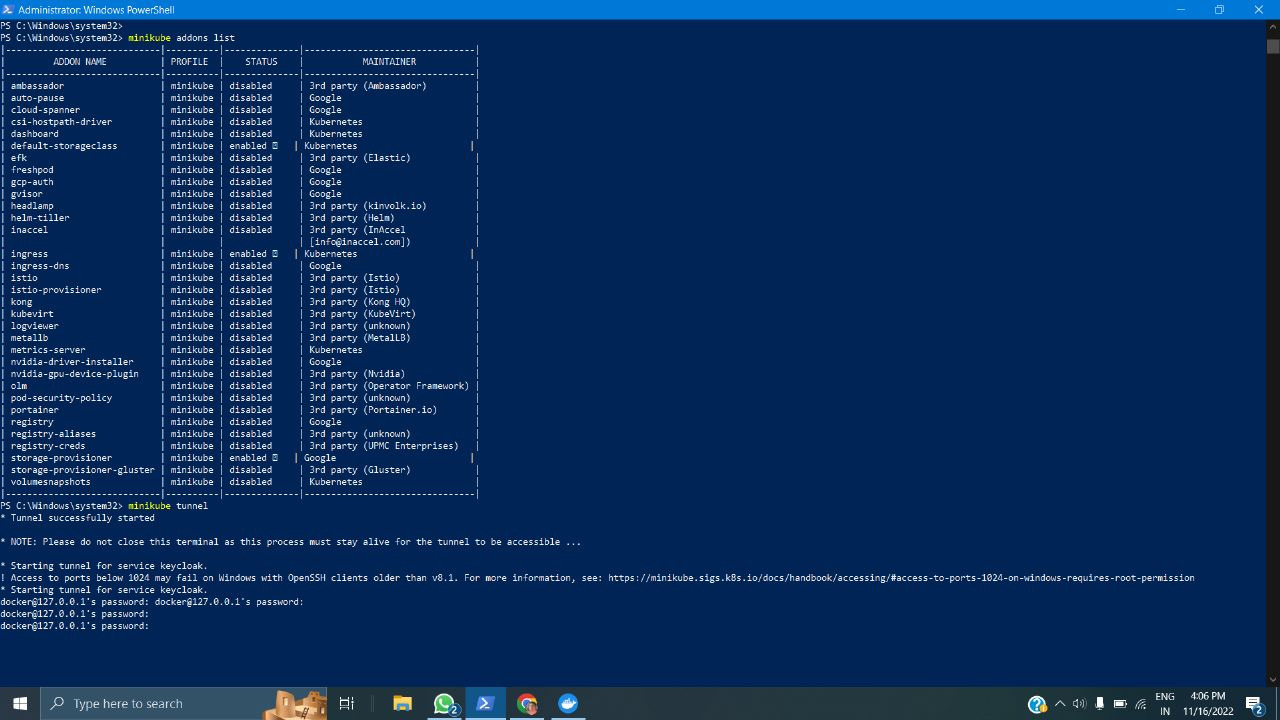 Administrator: Windows PowerShell
PS C:\Windows\system32>
PS C:\Windows\system32> minikube addons list
|-----------------------------|----------|--------------|--------------------------------|
|         ADDON NAME          | PROFILE  |    STATUS    |           MAINTAINER           |
|-----------------------------|----------|--------------|--------------------------------|
| ambassador                  | minikube | disabled     | 3rd party (Ambassador)         |
| auto-pause                  | minikube | disabled     | Google                         |
| cloud-spanner               | minikube | disabled     | Google                         |
| csi-hostpath-driver         | minikube | disabled     | Kubernetes                     |
| dashboard                   | minikube | disabled     | Kubernetes                     |
| default-storageclass        | minikube | enabled    | Kubernetes                     |
| efk                         | minikube | disabled     | 3rd party (Elastic)            |
| freshpod                    | minikube | disabled     | Google                         |
| gcp-auth                    | minikube | disabled     | Google                         |
| gvisor                      | minikube | disabled     | Google                         |
| headlamp                    | minikube | disabled     | 3rd party (kinvolk.io)         |
| helm-tiller                 | minikube | disabled     | 3rd party (Helm)               |
| inaccel                     | minikube | disabled     | 3rd party (InAccel             |
|                             |          |              | [info@inaccel.com])            |
| ingress                     | minikube | enabled    | Kubernetes                     |
| ingress-dns                 | minikube | disabled     | Google                         |
| istio                       | minikube | disabled     | 3rd party (Istio)              |
| istio-provisioner           | minikube | disabled     | 3rd party (Istio)              |
| kong                        | minikube | disabled     | 3rd party (Kong HQ)            |
| kubevirt                    | minikube | disabled     | 3rd party (KubeVirt)           |
| logviewer                   | minikube | disabled     | 3rd party (unknown)            |
| metallb                     | minikube | disabled     | 3rd party (MetalLB)            |
| metrics-server              | minikube | disabled     | Kubernetes                     |
| nvidia-driver-installer     | minikube | disabled     | Google                         |
| nvidia-gpu-device-plugin    | minikube | disabled     | 3rd party (Nvidia)             |
| olm                         | minikube | disabled     | 3rd party (Operator Framework) |
| pod-security-policy         | minikube | disabled     | 3rd party (unknown)            |
| portainer                   | minikube | disabled     | 3rd party (Portainer.io)       |
| registry                    | minikube | disabled     | Google                         |
| registry-aliases            | minikube | disabled     | 3rd party (unknown)            |
| registry-creds              | minikube | disabled     | 3rd party (UPMC Enterprises)   |
| storage-provisioner         | minikube | enabled    | Google                         |
| storage-provisioner-gluster | minikube | disabled     | 3rd party (Gluster)            |
| volumesnapshots             | minikube | disabled     | Kubernetes                     |
|-----------------------------|----------|--------------|--------------------------------|
PS C:\Windows\system32> minikube tunnel
* Tunnel successfully started
* NOTE: Please do not close this terminal as this process must stay alive for the tunnel to be accessible ...
* Starting tunnel for service keycloak.
! Access to ports below 1024 may fail on Windows with OpenSSH clients older than v8.1. For more information, see: https://minikube.sigs.k8s.io/docs/handbook/accessing/#access-to-ports-1024-on-windows-requires-root-permission
* Starting tunnel for service keycloak.
docker@127.0.0.1's password: docker@127.0.0.1's password:
docker@127.0.0.1's password:
docker@127.0.0.1's password:
Type here to search
2
ENG
IN
4:06 PM
11/16/2022
2